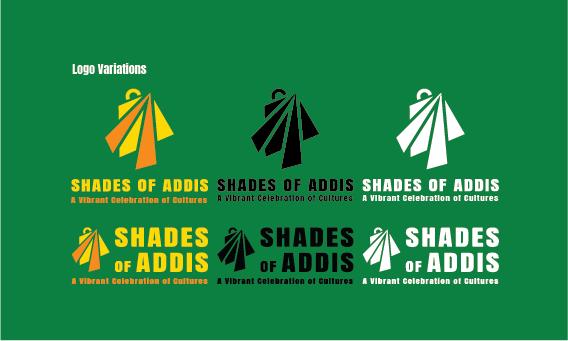 Logo Variations
SHADES OF ADDIS
A Vibrant Celebration of Cultures
SHADES OF ADDIS
A Vibrant Celebration of Cultures
SHADES OF ADDIS
A Vibrant Celebration of Cultures
SHADES
OF ADDIS
A Vibrant Celebration of Cultures
SHADES
OF ADDIS
A Vibrant Celebration of Cultures
SHADES
OF ADDIS
A Vibrant Celebration of Cultures